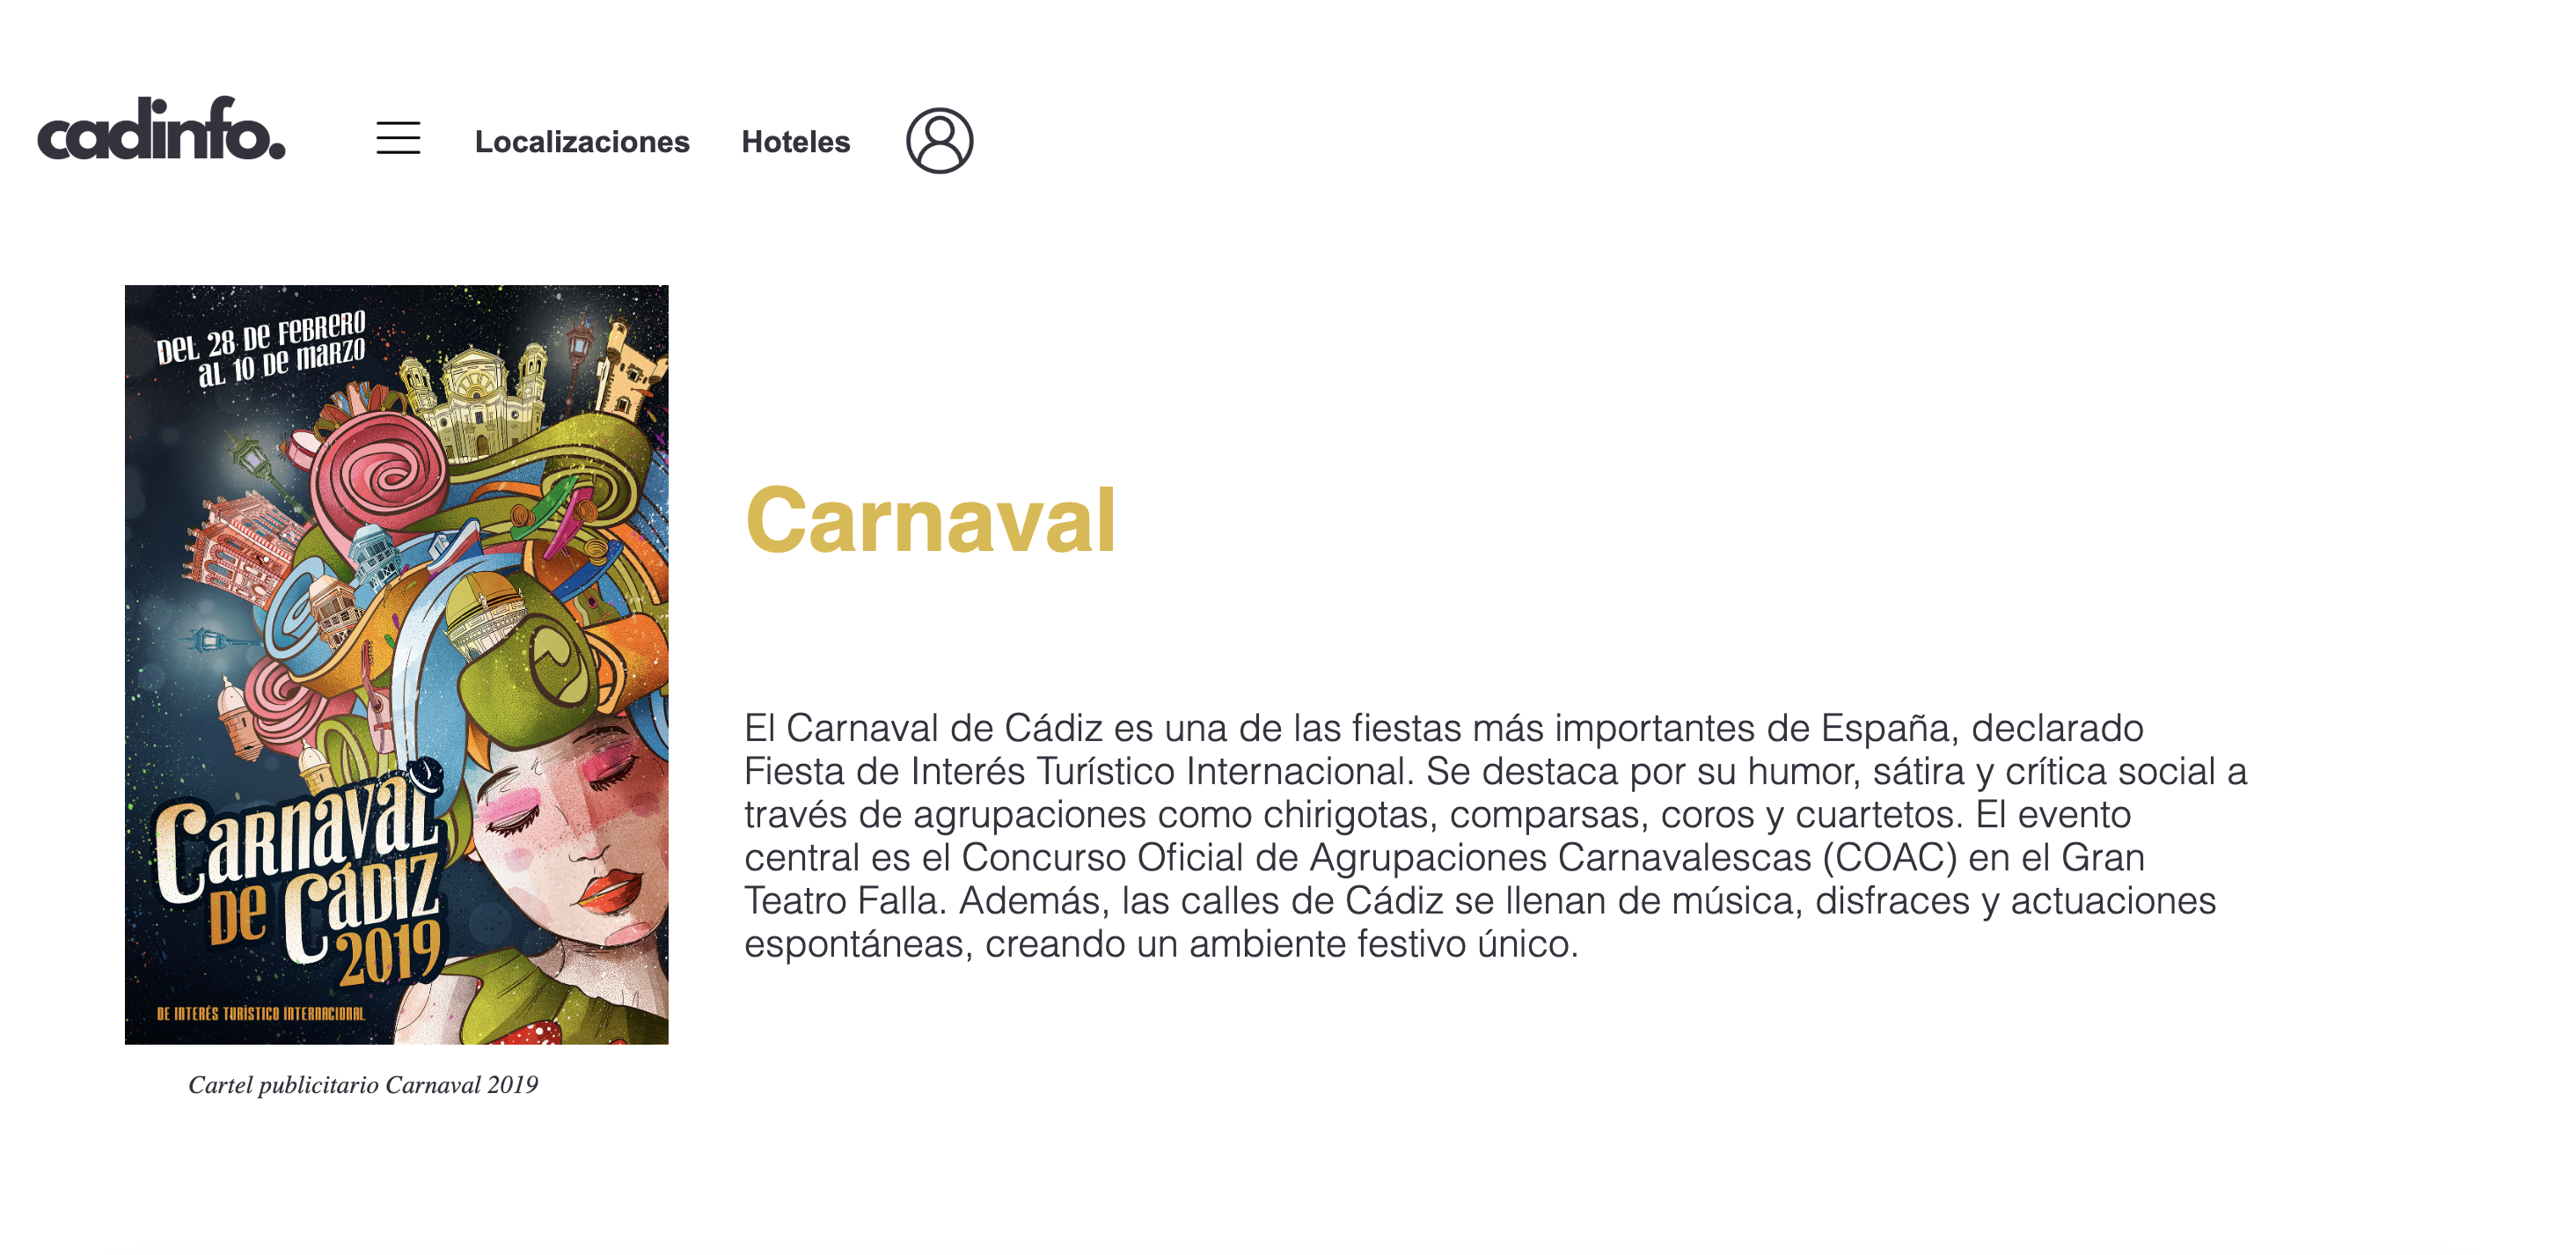 cadinfo.
Localizaciones
Hoteles
DEL 28 DE FEBRERO
AL 10 DE MARZO
CARNAVAL
DE CÁDIZ
2019
DE INTERÉS TURÍSTICO INTERNACIONAL
Cartel publicitario Carnaval 2019
Carnaval
El Carnaval de Cádiz es una de las fiestas más importantes de España, declarado
Fiesta de Interés Turístico Internacional. Se destaca por su humor, sátira y crítica social a
través de agrupaciones como chirigotas, comparsas, coros y cuartetos. El evento
central es el Concurso Oficial de Agrupaciones Carnavalescas (COAC) en el Gran
Teatro Falla. Además, las calles de Cádiz se llenan de música, disfraces y actuaciones
espontáneas, creando un ambiente festivo único.